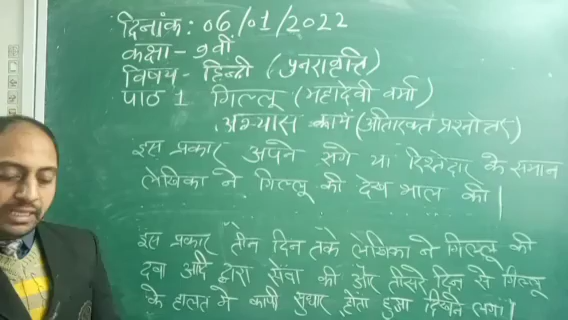 दिनांक: 06/01/2022
कक्षा - 9वीं
विषय - हिन्दी (पुनरावृत्ति)
पाठ 1 गिल्लू (महादेवी वर्मा)
अभ्यास कार्य (अतिरिक्त प्रश्नोत्तर)
इस प्रकार अपने सगे या रिश्तेदार के समान
लेखिका ने गिल्लू की देख भाल की।
इस प्रकार तीन दिन तक लेखिका ने गिल्लू की
दवा आदि द्वारा सेवा की और तीसरे दिन से गिल्लू
के हालत में काफी सुधार होता हुआ दिखने लगा।